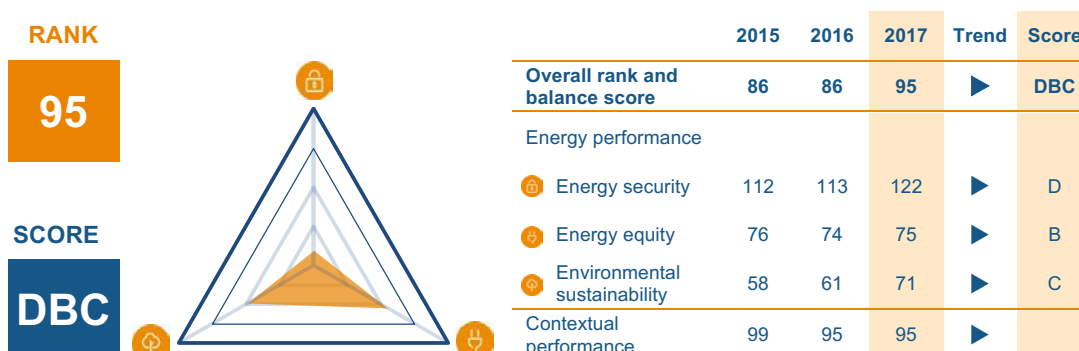 RANK
95
SCORE
DBC
2015 2016 2017 Trend Score
Overall rank and
balance score 86 86 95 DBC
Energy performance
Energy security 112 113 122 D
Energy equity 76 74 75 B
Environmental
sustainability 58 61 71 C
Contextual
performance 99 95 95